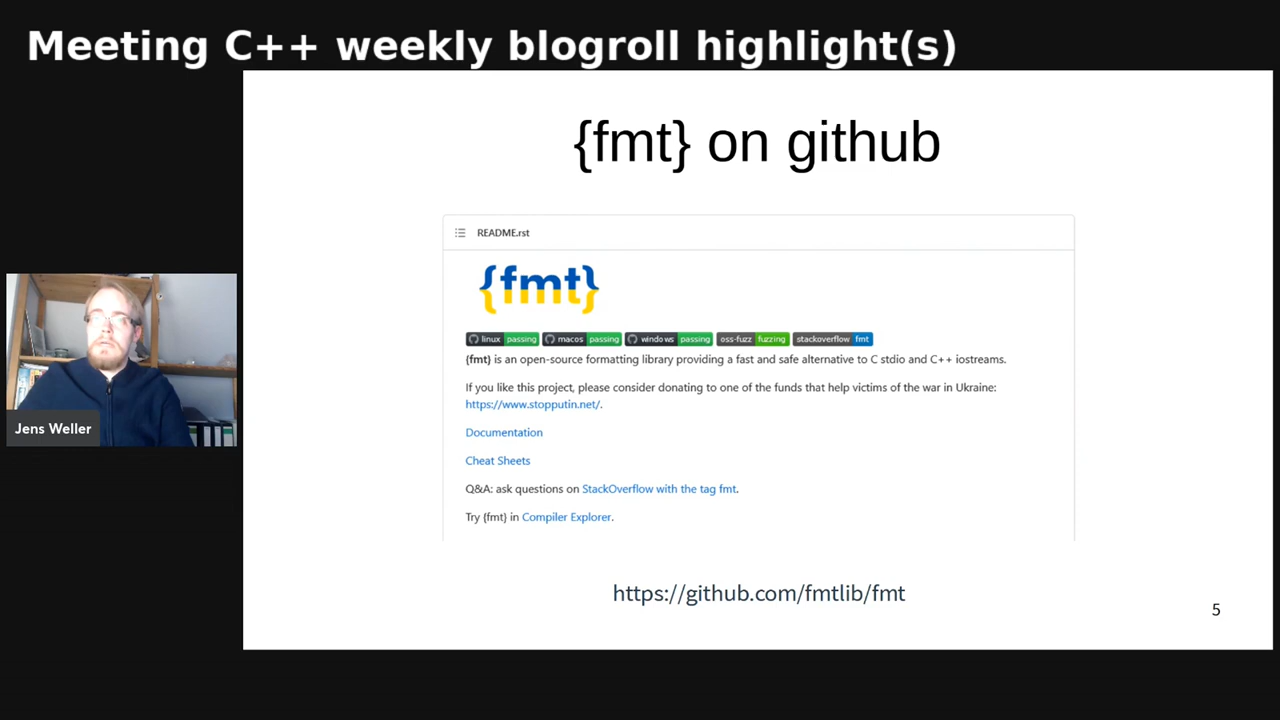 Meeting C++ weekly blogroll highlight(s)
{fmt} on github
README.rst
{fmt}
linux passing macos passing windows passing oss-fuzz fuzzing stackoverflow fmt
{fmt} is an open-source formatting library providing a fast and safe alternative to C stdio and C++ iostreams.
If you like this project, please consider donating to one of the funds that help victims of the war in Ukraine:
https://www.stopputin.net/.
Documentation
Cheat Sheets
Q&A: ask questions on StackOverflow with the tag fmt.
Try {fmt} in Compiler Explorer.
https://github.com/fmtlib/fmt
5
Jens Weller